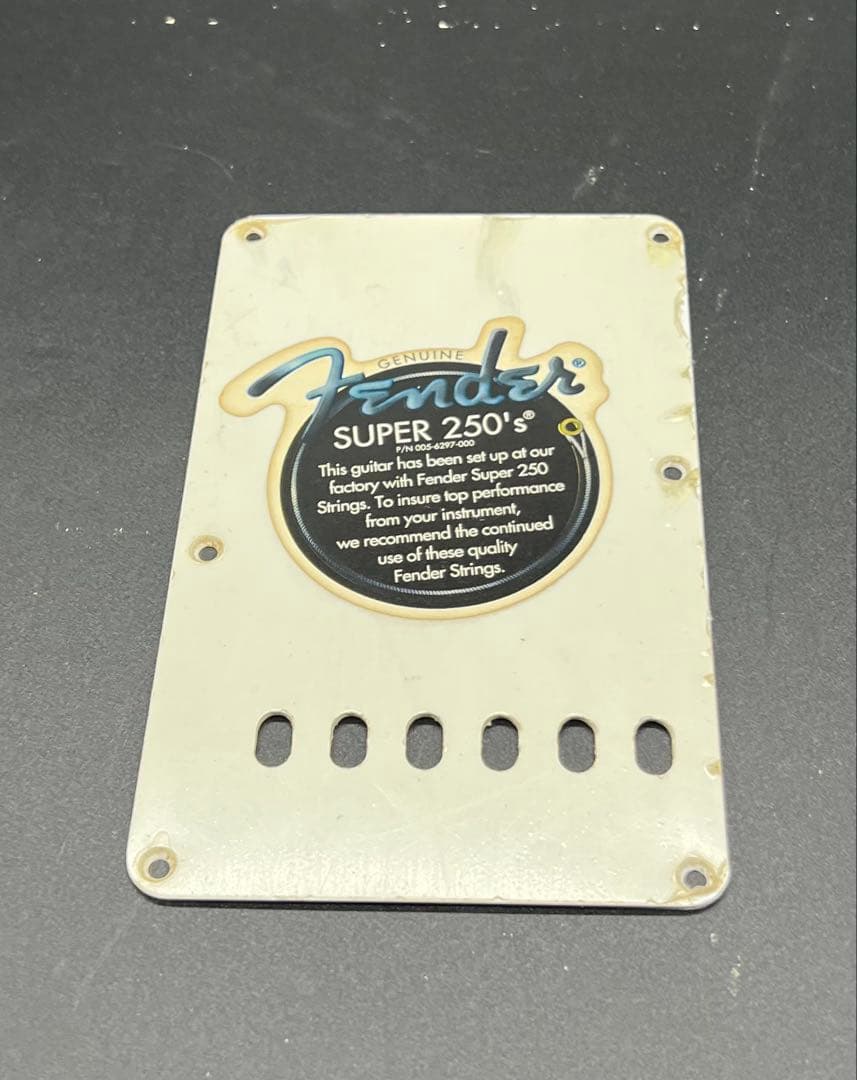 GENUINE
Fender®
SUPER 250's®
P/N 005-6297-000
This guitar has been set up at our
factory with Fender Super 250
Strings. To insure top performance
from your instrument,
we recommend the continued
use of these quality
Fender Strings.